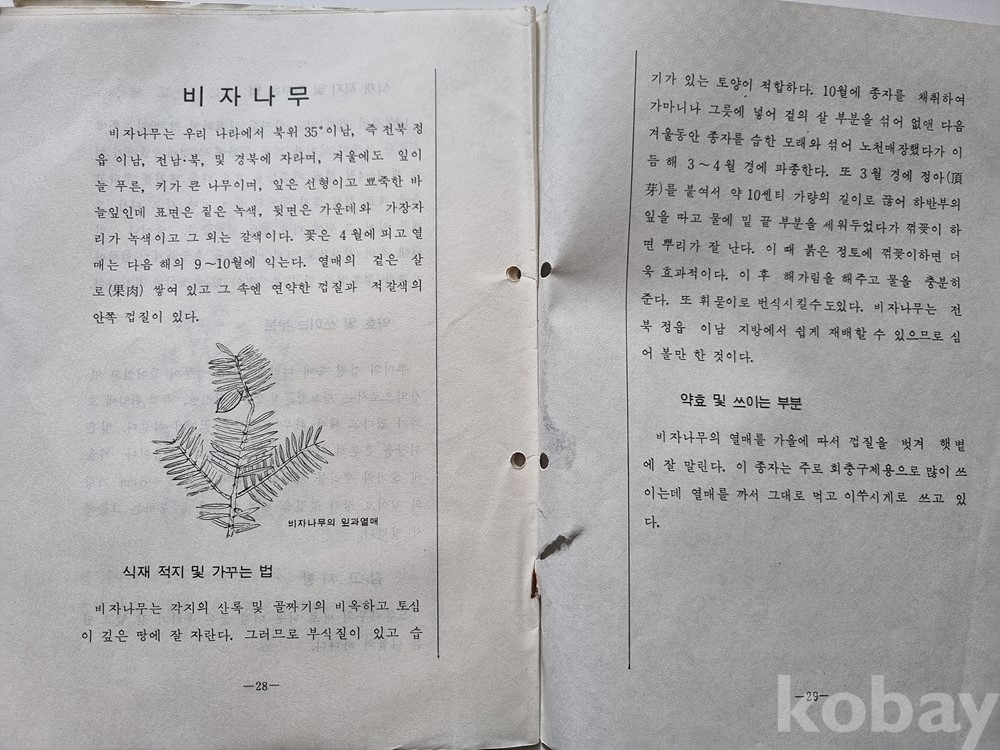 비 자 나 무
비자나무는 우리 나라에서 북위 35°이남, 즉 전북 정
읍 이남, 전남·북, 및 경북에 자라며, 겨울에도 잎이
늘 푸른, 키가 큰 나무이며, 잎은 선형이고 뾰죽한 바
늘잎인데 표면은 짙은 녹색, 뒷면은 가운데와 가장자
리가 녹색이고 그 외는 갈색이다. 꽃은 4월에 피고 열
매는 다음 해의 9～10월에 익는다. 열매의 겉은 살
로(果肉) 쌓여 있고 그 속엔 연약한 껍질과 적갈색의
안쪽 껍질이 있다.
비자나무의 잎과열매
식재 적지 및 가꾸는 법
비자나무는 각지의 산록 및 골짜기의 비옥하고 토심
이 깊은 땅에 잘 자란다. 그러므로 부식질이 있고 습
—28—
기가 있는 토양이 적합하다. 10월에 종자를 채취하여
가마니나 그릇에 넣어 겉의 살 부분을 섞어 없앤 다음
겨울동안 종자를 습한 모래와 섞어 노천매장했다가 이
듬 해 3～4월 경에 파종한다. 또 3월 경에 정아(頂
芽)를 붙여서 약 10쎈티 가량의 길이로 끊어 하반부의
잎을 따고 물에 밑 끝 부분을 세워두었다가 꺾꽂이 하
면 뿌리가 잘 난다. 이 때 붉은 정토에 꺾꽂이하면 더
욱 효과적이다. 이 후 해가림을 해주고 물을 충분히
준다. 또 휘묻이로 번식시킬수도있다. 비자나무는 전
북 정읍 이남 지방에서 쉽게 재배할 수 있으므로 심
어 볼만 한 것이다.
약효 및 쓰이는 부분
비자나무의 열매를 가을에 따서 껍질을 벗겨 햇볕
에 잘 말린다. 이 종자는 주로 회충구제용으로 많이 쓰
이는데 열매를 까서 그대로 먹고 이쑤시게로 쓰고 있
다.
—29—
kobay